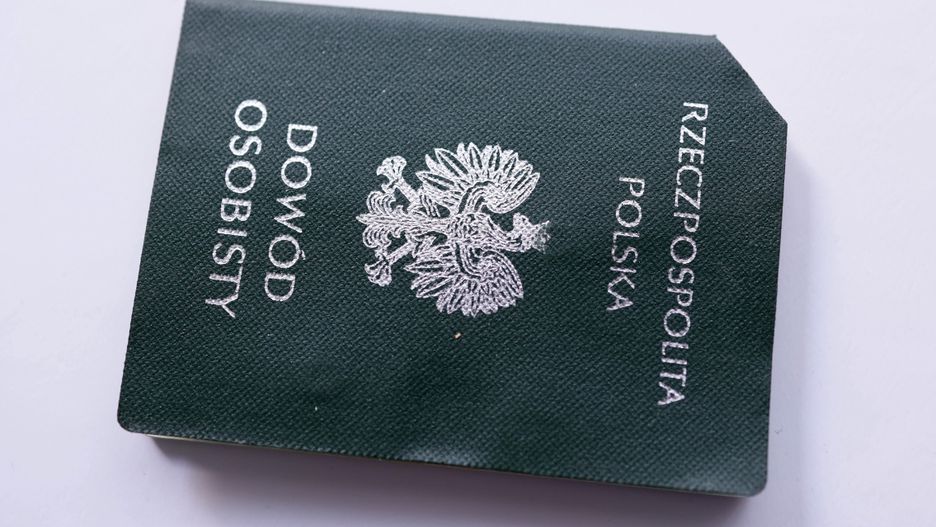 RZECZPOSPOLITA
POLSKA
DOWÓD
OSOBISTY